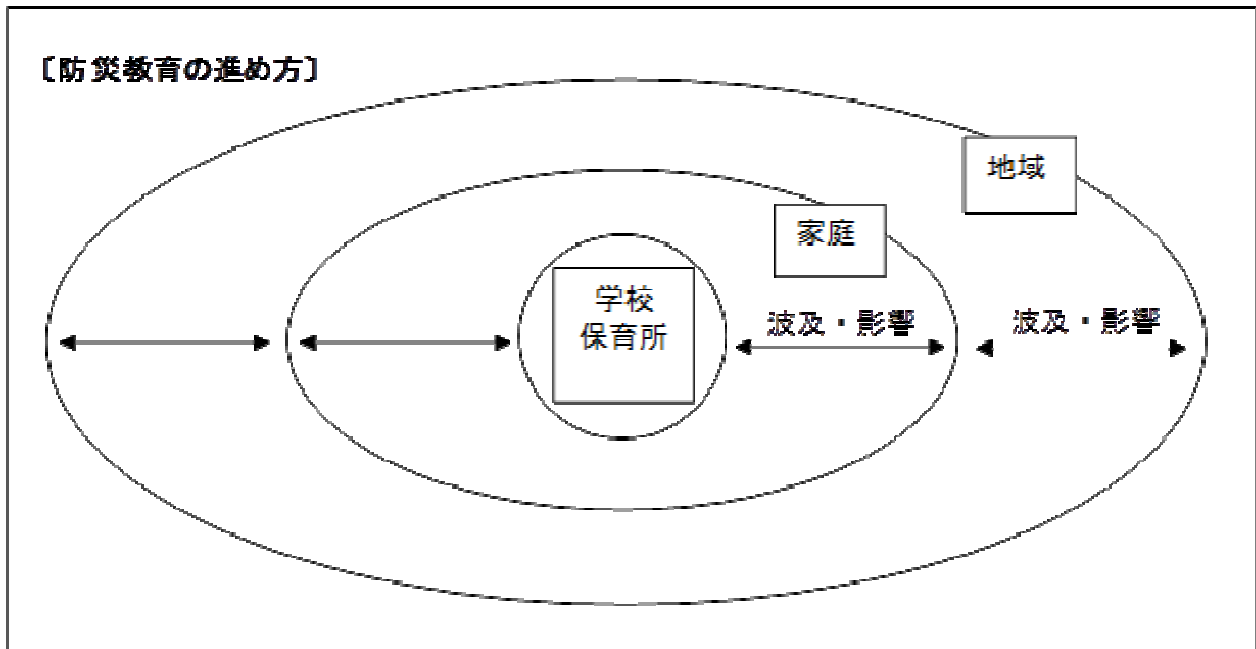 〔防災教育の進め方〕
地域
家庭
学校
保育所
波及・影響
波及・影響